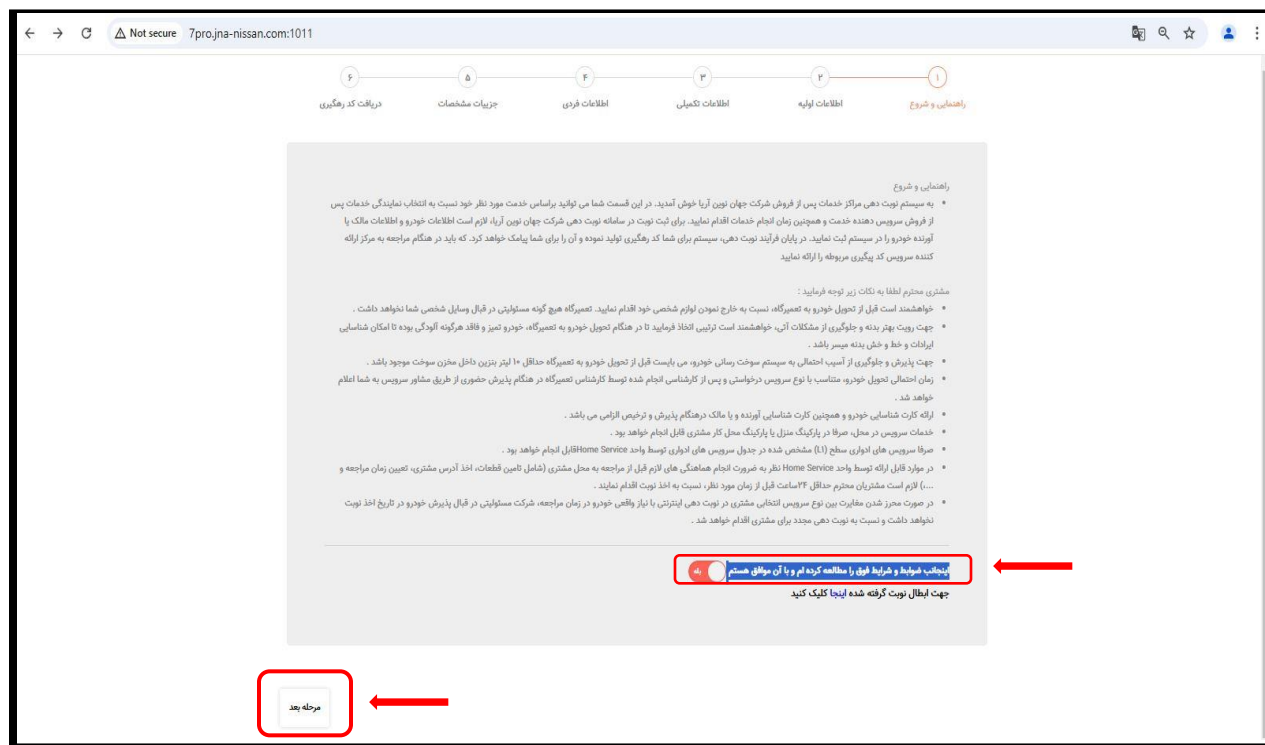 Not secure 7pro.jna-nissan.com:1011
۱ ۲ ۳ ۴ ۵ ۶
راهنمایی و شروع اطلاعات اولیه اطلاعات تکمیلی اطلاعات فردی جزییات مشخصات دریافت کد رهگیری
راهنمایی و شروع
به سیستم نوبت دهی مراکز خدمات پس از فروش شرکت جهان نوین آریا خوش آمدید. در این قسمت شما می توانید براساس خدمت مورد نظر خود نسبت به انتخاب نمایندگی خدمات پس
از فروش سرویس دهنده خدمت و همچنین زمان انجام خدمات اقدام نمایید. برای ثبت نوبت در سامانه نوبت دهی شرکت جهان نوین آریا، لازم است اطلاعات خودرو و اطلاعات مالک یا
آورنده خودرو را در سیستم ثبت نمایید. در پایان فرآیند نوبت دهی، سیستم برای شما کد رهگیری تولید نموده و آن را برای شما پیامک خواهد کرد. که باید در هنگام مراجعه به مرکز ارائه
کننده سرویس کد پیگیری مربوطه را ارائه نمایید
مشتری محترم لطفا به نکات زیر توجه فرمایید :
خواهشمند است قبل از تحویل خودرو به تعمیرگاه، نسبت به خارج نمودن لوازم شخصی خود اقدام نمایید. تعمیرگاه هیچ گونه مسئولیتی در قبال وسایل شخصی شما نخواهد داشت .
جهت رویت بهتر بدنه و جلوگیری از مشکلات آتی، خواهشمند است ترتیبی اتخاذ فرمایید تا در هنگام تحویل خودرو به تعمیرگاه، خودرو تمیز و فاقد هرگونه آلودگی بوده تا امکان شناسایی
ایرادات و خط و خش بدنه میسر باشد .
جهت پذیرش و جلوگیری از آسیب احتمالی به سیستم سوخت رسانی خودرو، می بایست قبل از تحویل خودرو به تعمیرگاه حداقل ۱۰ لیتر بنزین داخل مخزن سوخت موجود باشد .
زمان احتمالی تحویل خودرو، متناسب با نوع سرویس درخواستی و پس از کارشناسی انجام شده توسط کارشناس تعمیرگاه در هنگام پذیرش حضوری از طریق مشاور سرویس به شما اعلام
خواهد شد .
ارائه کارت شناسایی خودرو و همچنین کارت شناسایی آورنده و یا مالک درهنگام پذیرش و ترخیص الزامی می باشد .
خدمات سرویس در محل، صرفا در پارکینگ منزل یا پارکینگ محل کار مشتری قابل انجام خواهد بود .
صرفا سرویس های ادواری سطح (L1) مشخص شده در جدول سرویس های ادواری توسط واحد Home Serviceقابل انجام خواهد بود .
در موارد قابل ارائه توسط واحد Home Service نظر به ضرورت انجام هماهنگی های لازم قبل از مراجعه به محل مشتری (شامل تامین قطعات، اخذ آدرس مشتری، تعیین زمان مراجعه و
....) لازم است مشتریان محترم حداقل ۲۴ساعت قبل از زمان مورد نظر، نسبت به اخذ نوبت اقدام نمایند .
در صورت محرز شدن مغایرت بین نوع سرویس انتخابی مشتری در نوبت دهی اینترنتی با نیاز واقعی خودرو در زمان مراجعه، شرکت مسئولیتی در قبال پذیرش خودرو در تاریخ اخذ نوبت
نخواهد داشت و نسبت به نوبت دهی مجدد برای مشتری اقدام خواهد شد .
اینجانب ضوابط و شرایط فوق را مطالعه کرده ام و با آن موافق هستم بله
جهت ابطال نوبت گرفته شده اینجا کلیک کنید
مرحله بعد